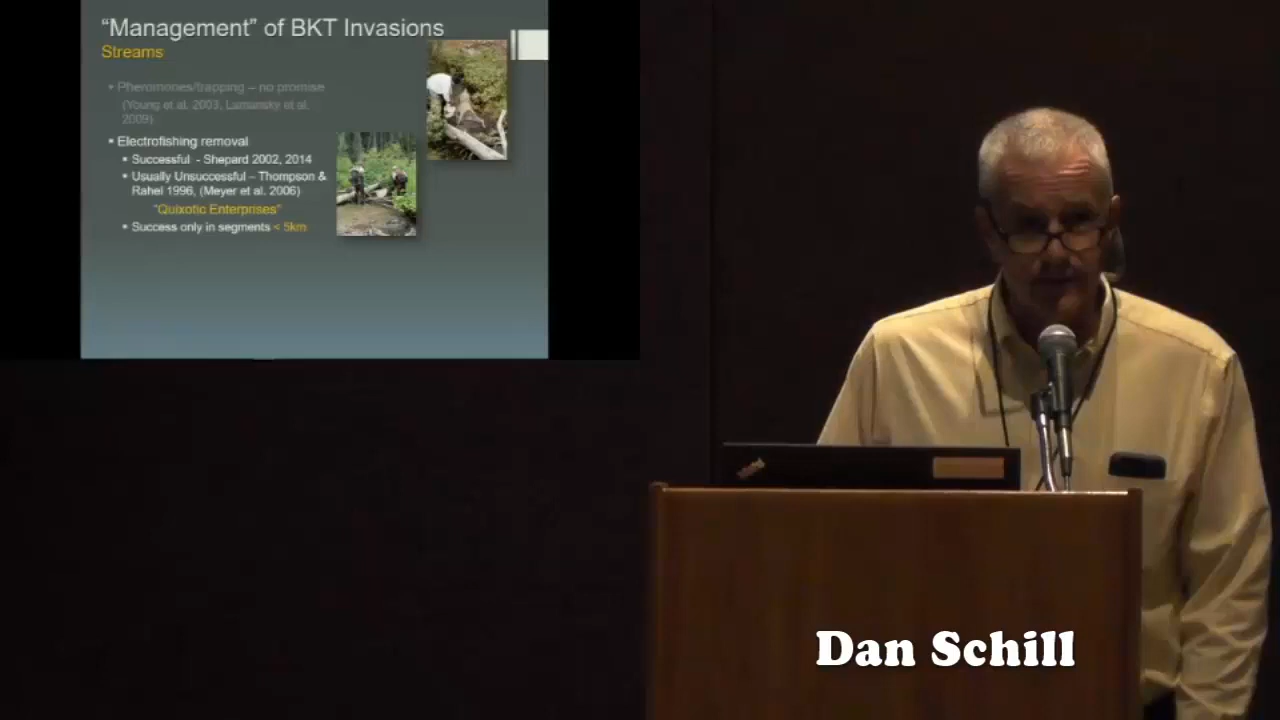 “Management” of BKT Invasions
Streams
▪ Pheromones/trapping – no promise
(Young et al. 2003, Lamansky et al.
2009)
▪ Electrofishing removal
▪ Successful - Shepard 2002, 2014
▪ Usually Unsuccessful – Thompson &
Rahel 1996, (Meyer et al. 2006)
“Quixotic Enterprises”
▪ Success only in segments < 5km
Dan Schill